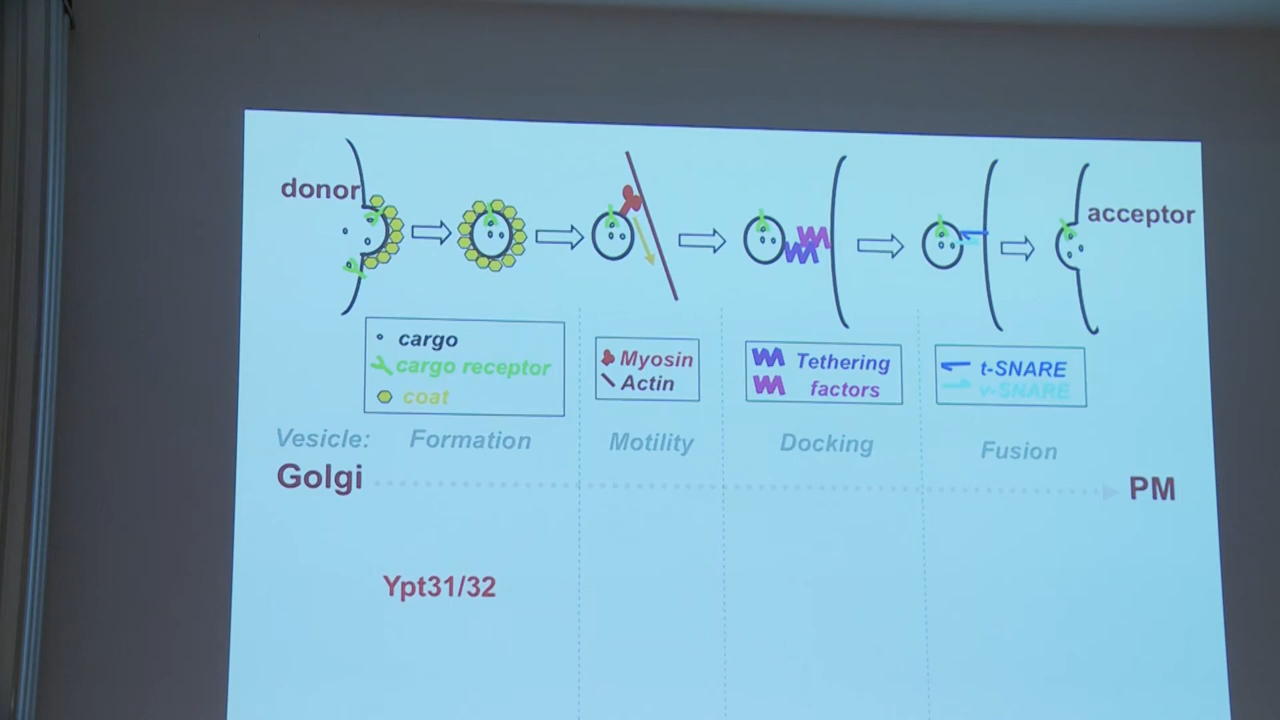 donor
acceptor
cargo
cargo receptor
coat
Myosin
Actin
Tethering
factors
t-SNARE
v-SNARE
Vesicle: Formation Motility Docking Fusion
Golgi PM
Ypt31/32